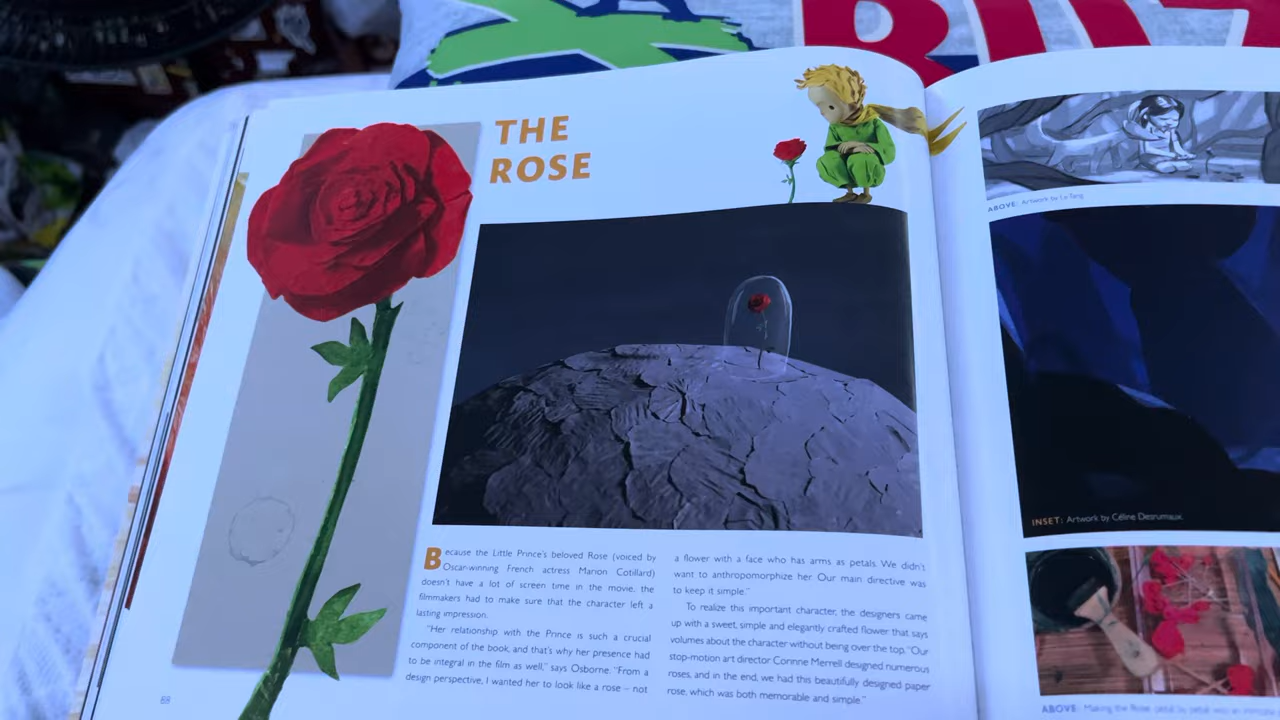 THE
ROSE
Because the Little Prince's beloved Rose (voiced by
Oscar-winning French actress Marion Cotillard)
doesn't have a lot of screen time in the movie, the
filmmakers had to make sure that the character left a
lasting impression.
"Her relationship with the Prince is such a crucial
component of the book, and that's why her presence had
to be integral in the film as well," says Osborne. "From a
design perspective, I wanted her to look like a rose – not
a flower with a face who has arms as petals. We didn't
want to anthropomorphize her. Our main directive was
to keep it simple."
To realize this important character, the designers came
up with a sweet, simple and elegantly crafted flower that says
volumes about the character without being over the top. "Our
stop-motion art director Corinne Merrell designed numerous
roses, and in the end, we had this beautifully designed paper
rose, which was both memorable and simple."
68
ABOVE: Artwork by Le Tang
INSET: Artwork by Céline Desrumaux.
ABOVE: Making the Rose, petal by petal was an